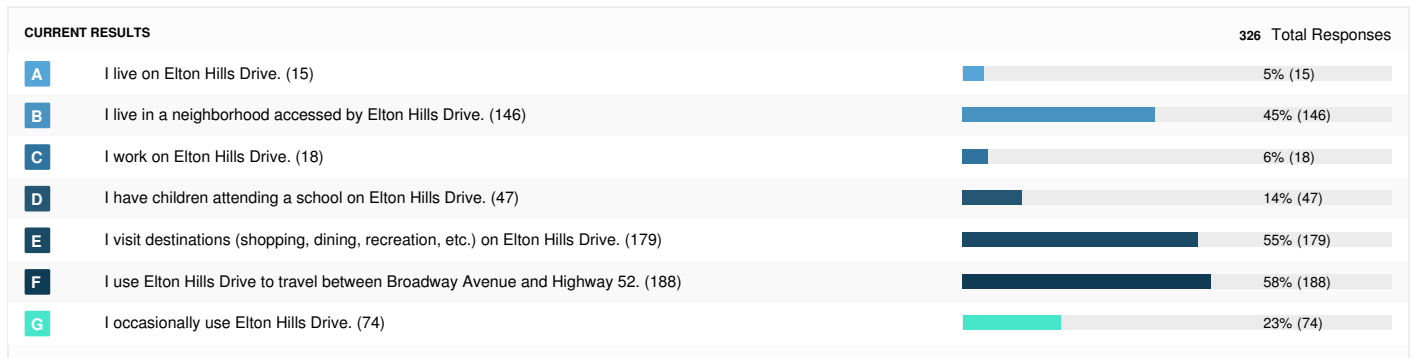 CURRENT RESULTS 326 Total Responses
A I live on Elton Hills Drive. (15) 5% (15)
B I live in a neighborhood accessed by Elton Hills Drive. (146) 45% (146)
C I work on Elton Hills Drive. (18) 6% (18)
D I have children attending a school on Elton Hills Drive. (47) 14% (47)
E I visit destinations (shopping, dining, recreation, etc.) on Elton Hills Drive. (179) 55% (179)
F I use Elton Hills Drive to travel between Broadway Avenue and Highway 52. (188) 58% (188)
G I occasionally use Elton Hills Drive. (74) 23% (74)